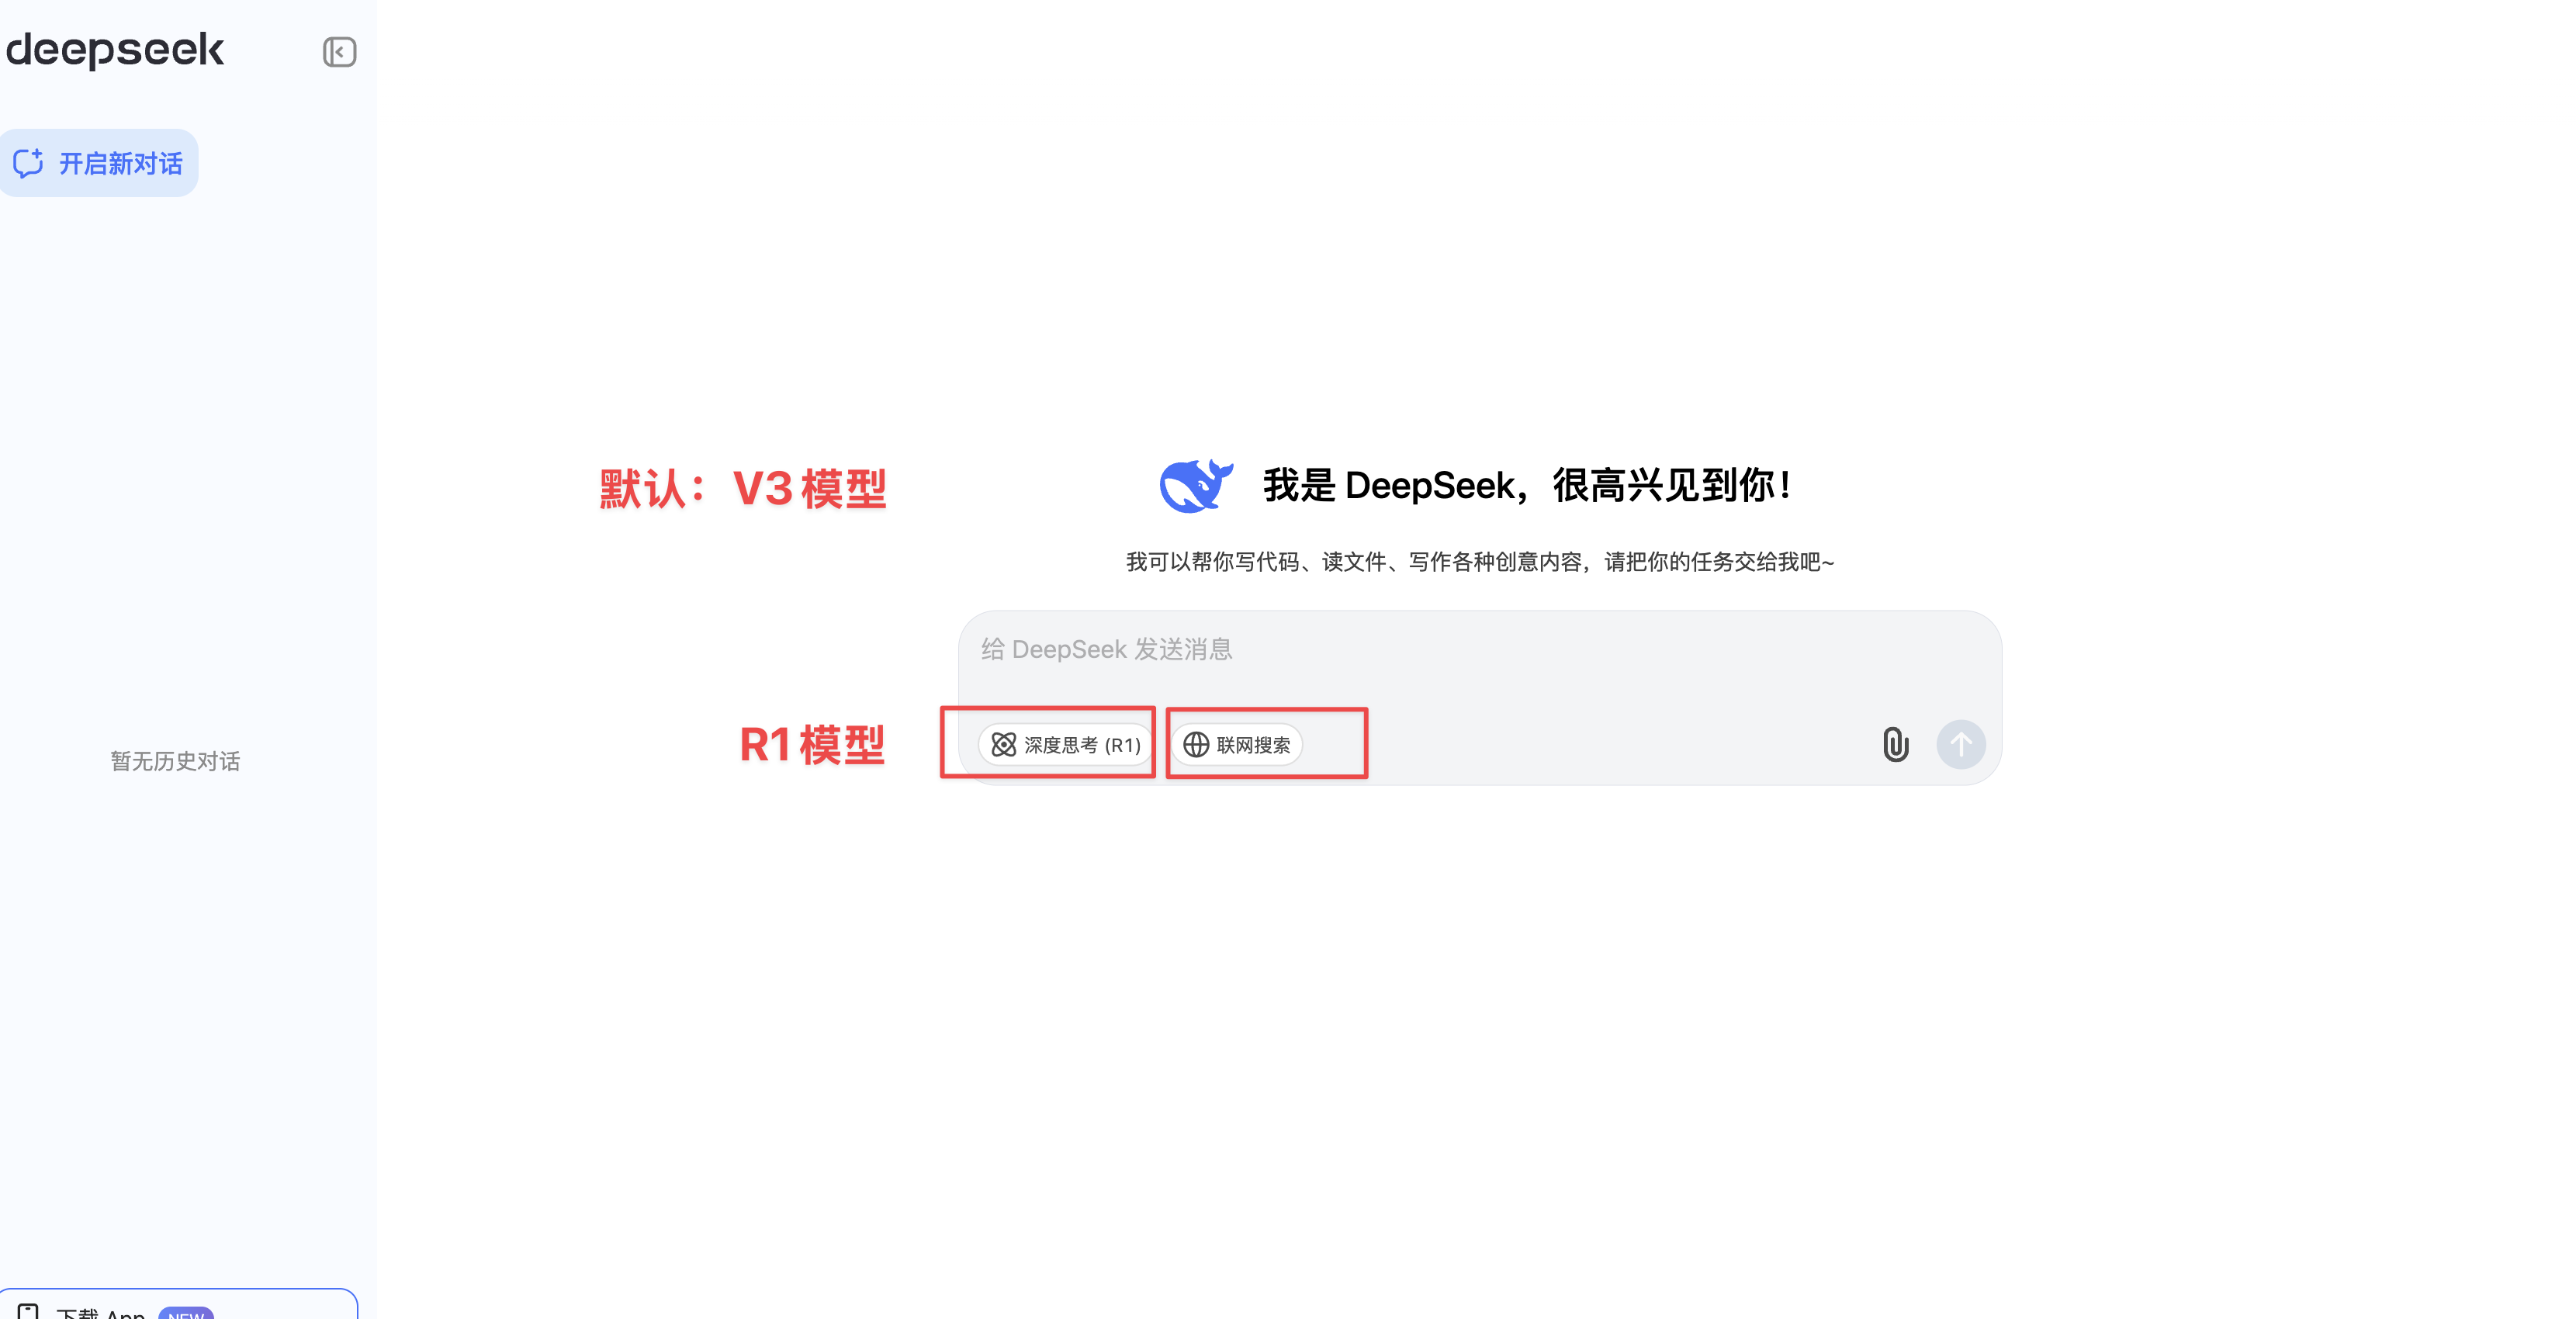 deepseek
开启新对话
暂无历史对话
下载 App NEW
默认：V3 模型
我是 DeepSeek，很高兴见到你！
我可以帮你写代码、读文件、写作各种创意内容，请把你的任务交给我吧~
给 DeepSeek 发送消息
R1 模型
深度思考 (R1)
联网搜索